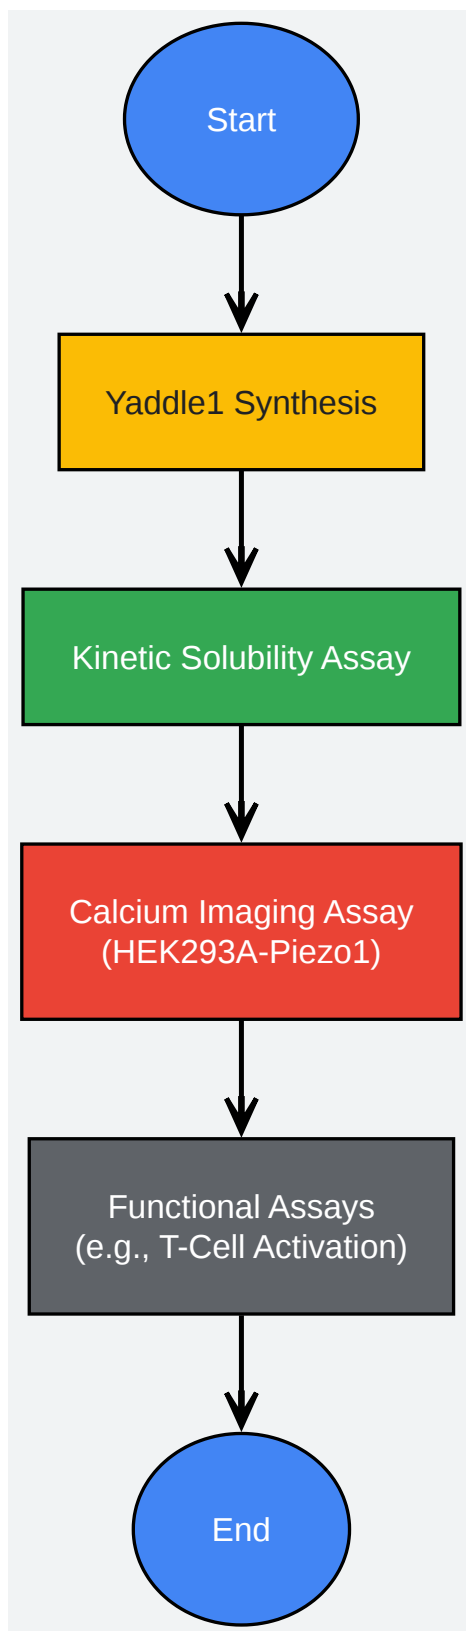 Start
Yaddle1 Synthesis
Kinetic Solubility Assay
Calcium Imaging Assay
(HEK293A-Piezo1)
Functional Assays
(e.g., T-Cell Activation)
End